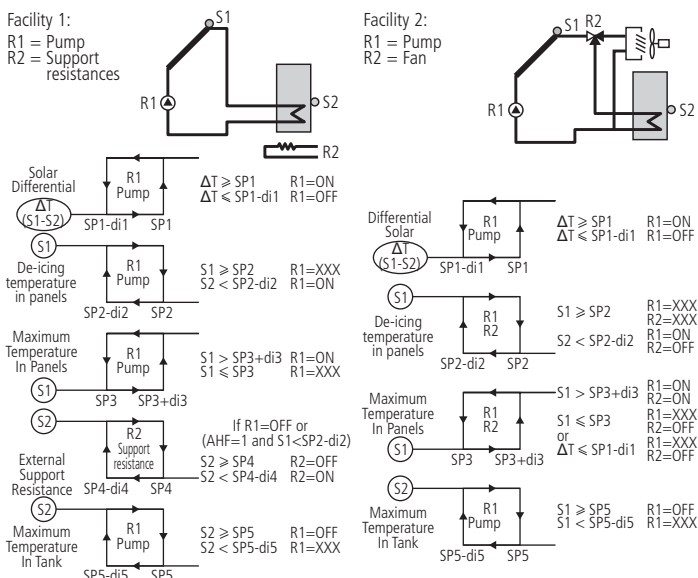 Facility 1:
R1 = Pump
R2 = Support
resistances
S1
R1
S2
R2
Solar
Differential
ΔT
(S1-S2)
R1
Pump
SP1-di1 SP1
ΔT ⩾ SP1 R1=ON
ΔT ⩽ SP1-di1 R1=OFF
S1
De-icing
temperature
in panels
R1
Pump
SP2-di2 SP2
S1 ⩾ SP2 R1=XXX
S2 < SP2-di2 R1=ON
Maximum
Temperature
In Panels
S1
R1
Pump
SP3 SP3+di3
S1 > SP3+di3 R1=ON
S1 ⩽ SP3 R1=XXX
S2
External
Support
Resistance
R2
Support
resistance
SP4-di4 SP4
If R1=OFF or
(AHF=1 and S1<SP2-di2)
S2 ⩾ SP4 R2=OFF
S2 < SP4-di4 R2=ON
S2
Maximum
Temperature
In Tank
R1
Pump
SP5-di5 SP5
S2 ⩾ SP5 R1=OFF
S2 < SP5-di5 R1=XXX
Facility 2:
R1 = Pump
R2 = Fan
S1 R2
R1
S2
Differential
Solar
ΔT
(S1-S2)
R1
Pump
SP1-di1 SP1
ΔT ⩾ SP1 R1=ON
ΔT ⩽ SP1-di1 R1=OFF
S1
De-icing
temperature
in panels
R1
R2
SP2-di2 SP2
S1 ⩾ SP2 R1=XXX
R2=XXX
S2 < SP2-di2 R1=ON
R2=OFF
Maximum
Temperature
In Panels
S1
R1
R2
SP3 SP3+di3
S1 > SP3+di3 R1=ON
R2=ON
S1 ⩽ SP3 R1=XXX
R2=OFF
or
ΔT ⩽ SP1-di1 R1=XXX
R2=OFF
S2
Maximum
Temperature
In Tank
R1
Pump
SP5-di5 SP5
S1 ⩾ SP5 R1=OFF
S1 < SP5-di5 R1=XXX